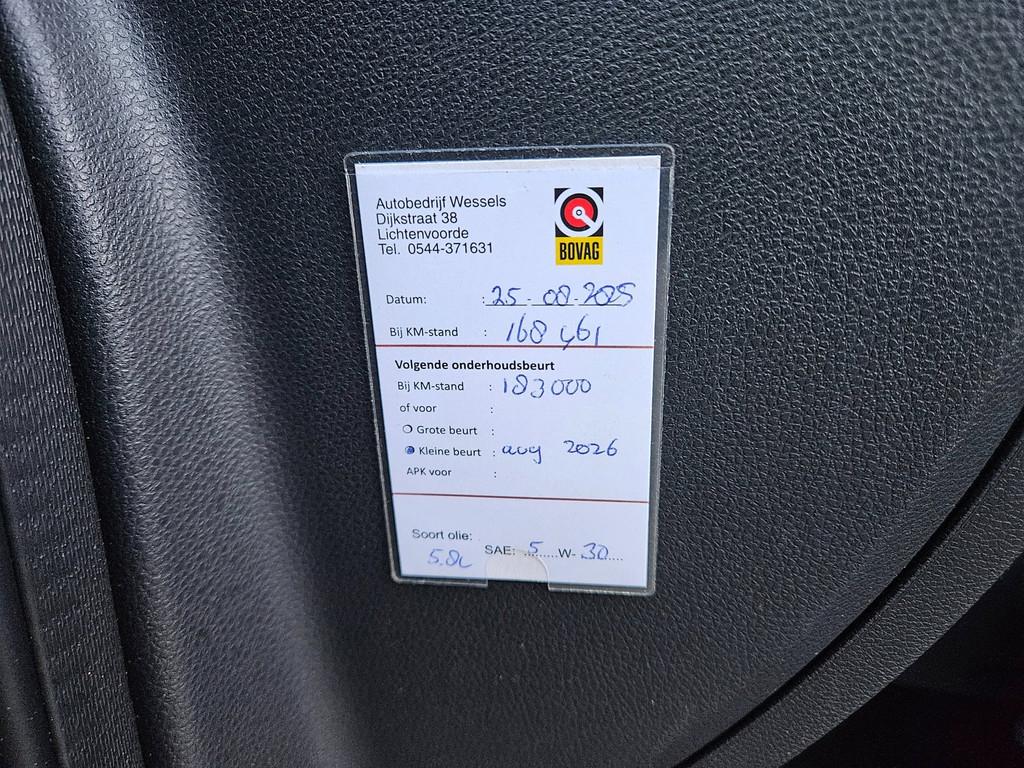 Autobedrijf Wessels
Dijkstraat 38
Lichtenvoorde
Tel. 0544-371631
BOVAG
Datum: : 25-08-2025
Bij KM-stand : 168 461
Volgende onderhoudsbeurt
Bij KM-stand : 183000
of voor :
Grote beurt :
Kleine beurt : aug 2026
APK voor :
Soort olie:
5.8L SAE: 5 W- 30